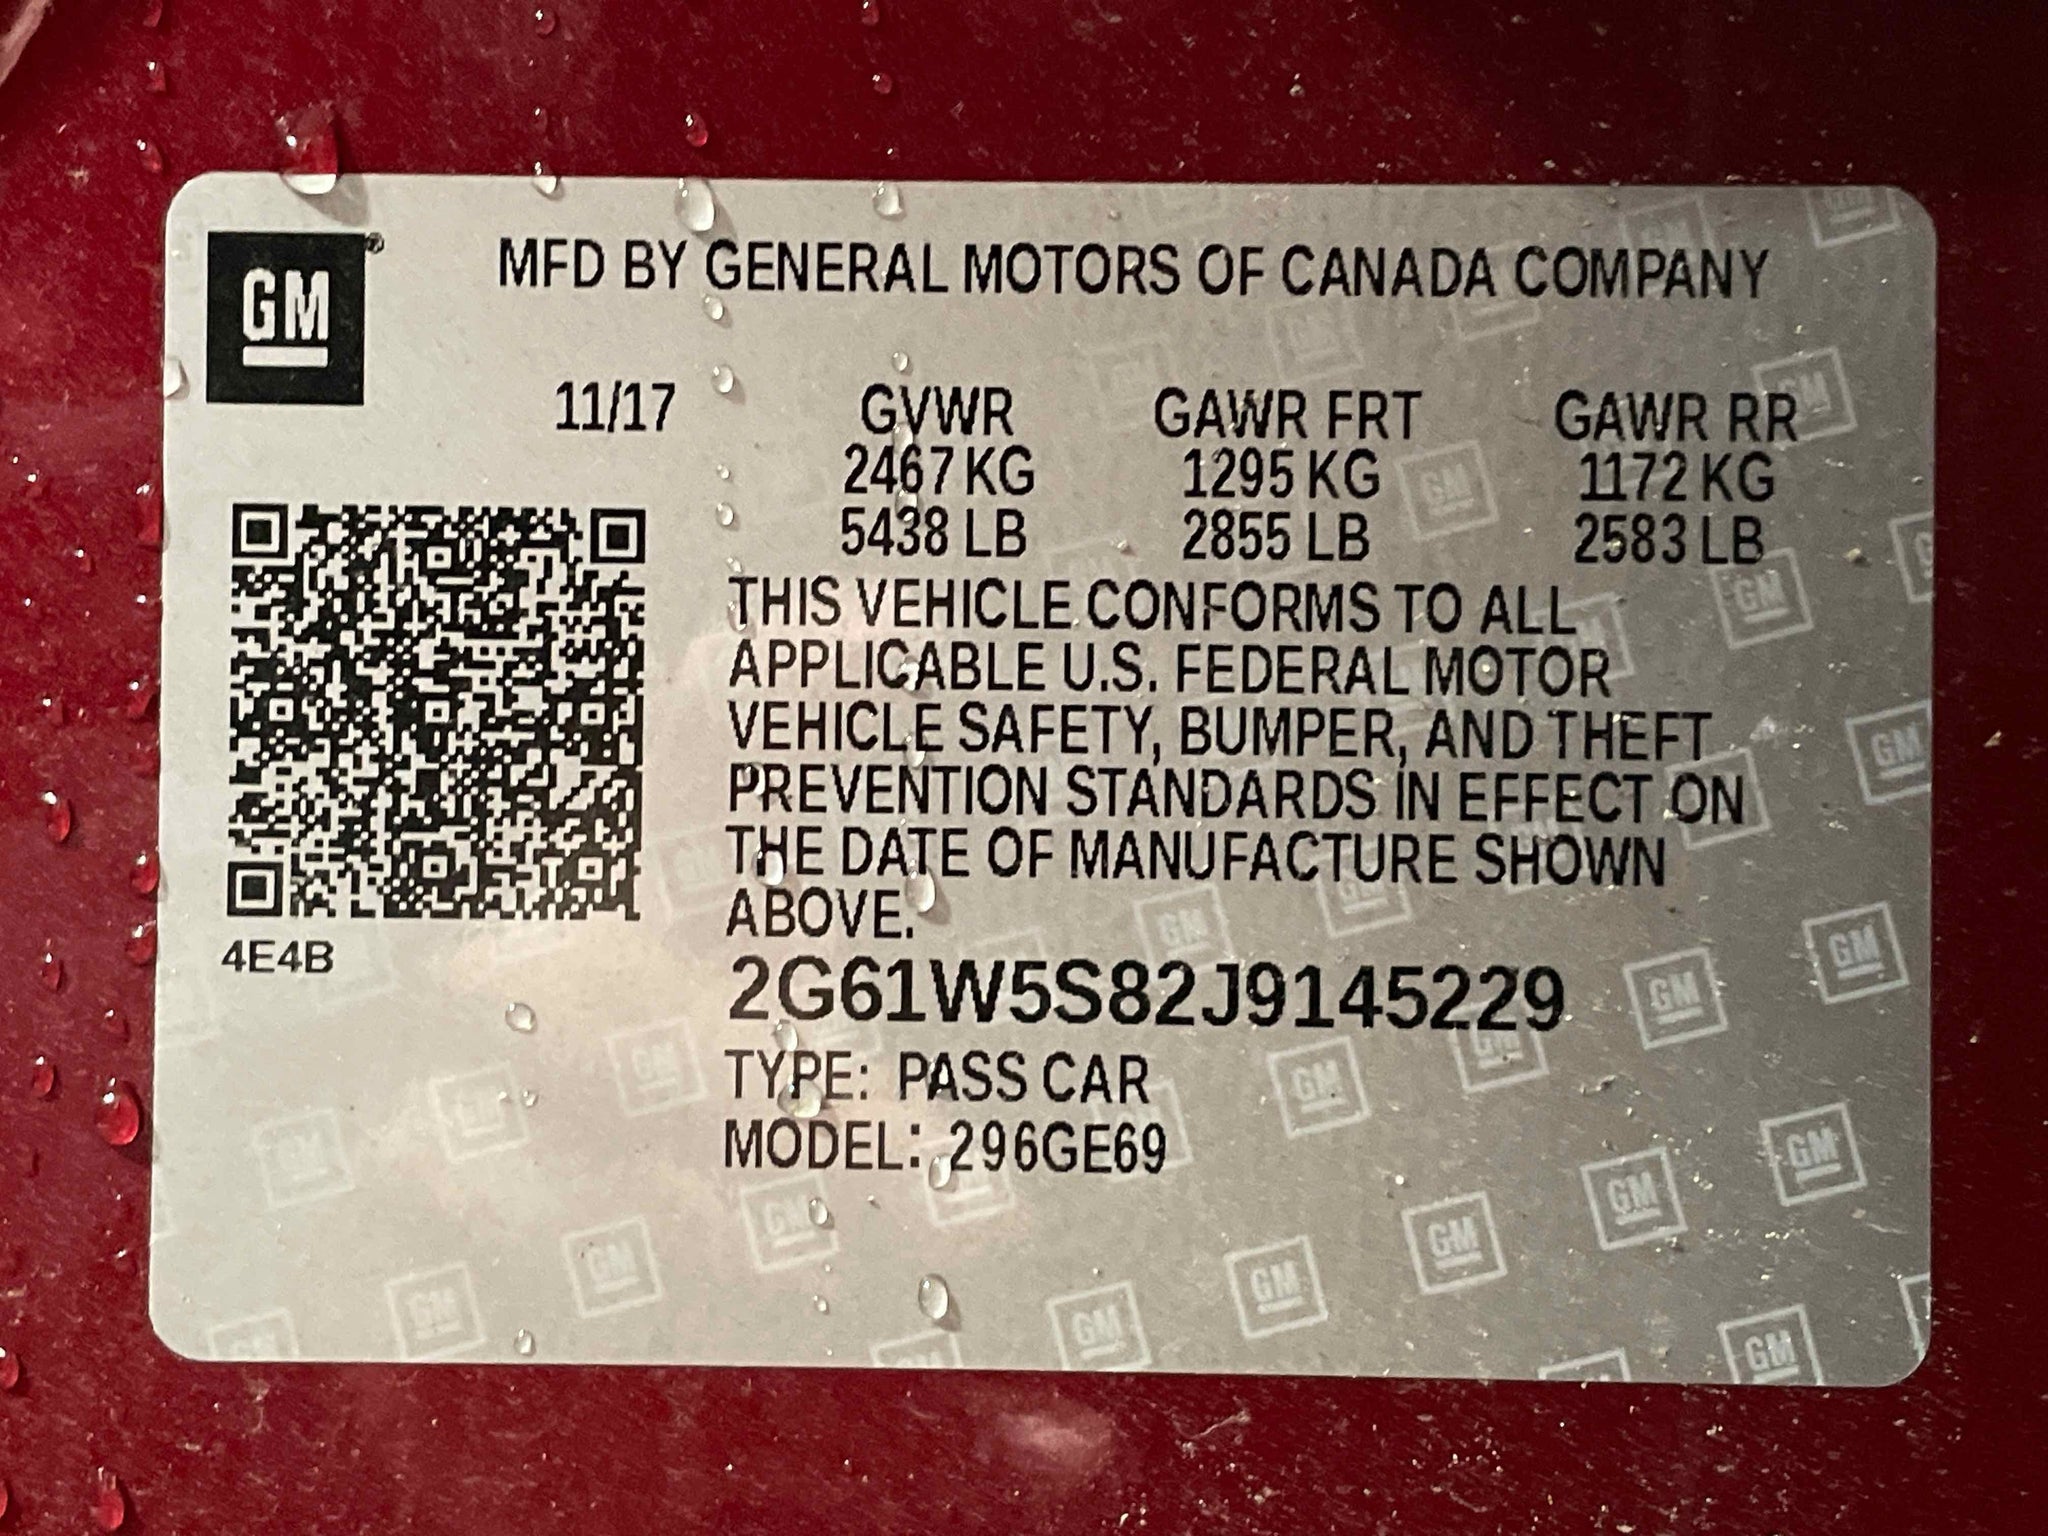 GM®
MFD BY GENERAL MOTORS OF CANADA COMPANY
11/17 GVWR GAWR FRT GAWR RR
2467 KG 1295 KG 1172 KG
5438 LB 2855 LB 2583 LB
THIS VEHICLE CONFORMS TO ALL
APPLICABLE U.S. FEDERAL MOTOR
VEHICLE SAFETY, BUMPER, AND THEFT
PREVENTION STANDARDS IN EFFECT ON
THE DATE OF MANUFACTURE SHOWN
ABOVE.
4E4B
2G61W5S82J9145229
TYPE: PASS CAR
MODEL: 296GE69